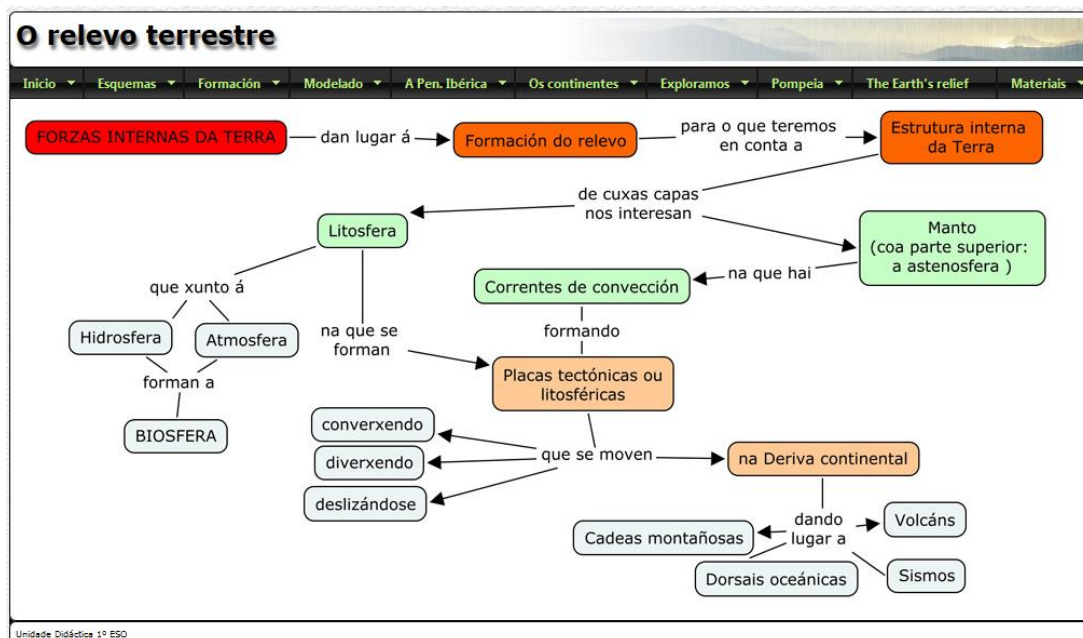 O relevo terrestre
Inicio Esquemas Formación Modelado A Pen. Ibérica Os continentes Exploramos Pompeia The Earth's relief Materiais
FORZAS INTERNAS DA TERRA
dan lugar á
Formación do relevo
para o que teremos
en conta a
Estrutura interna
da Terra
de cuxas capas
nos interesan
Litosfera
Manto
(coa parte superior:
a astenosfera )
na que hai
Correntes de convección
que xunto á
Hidrosfera
Atmosfera
forman a
BIOSFERA
na que se
forman
formando
Placas tectónicas ou
litosféricas
que se moven
converxendo
diverxendo
deslizándose
na Deriva continental
dando
lugar a
Cadeas montañosas
Volcáns
Dorsais oceánicas
Sismos
Unidade Didáctica 1º ESO